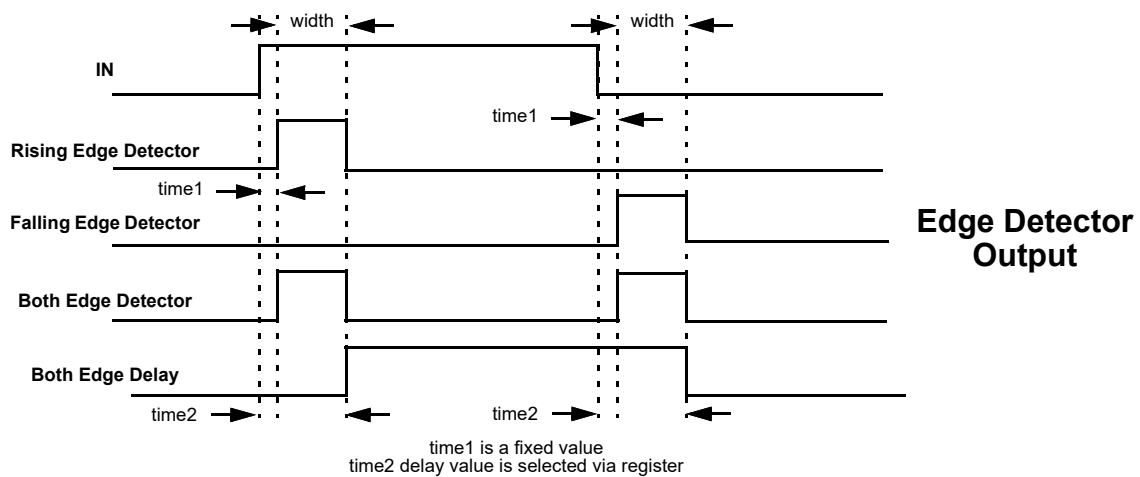 width
width
IN
time1
Rising Edge Detector
time1
Falling Edge Detector
Edge Detector
Output
Both Edge Detector
Both Edge Delay
time2
time2
time1 is a fixed value
time2 delay value is selected via register